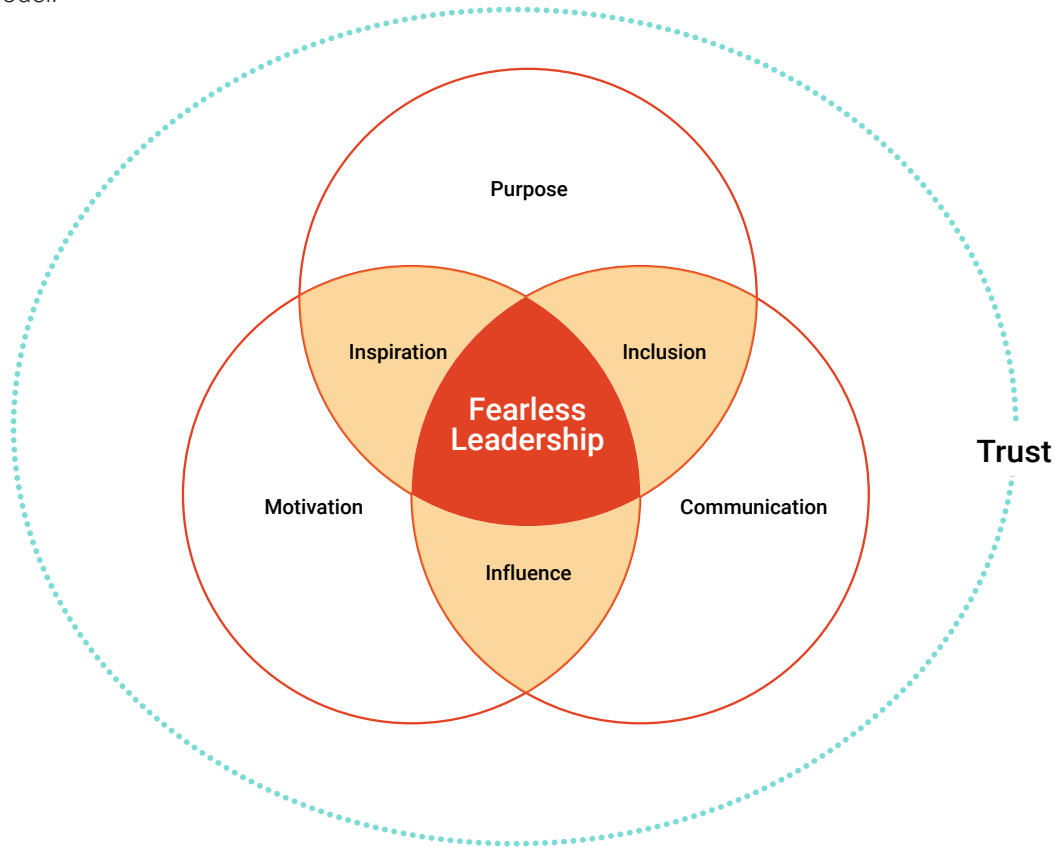 Purpose
Inspiration
Inclusion
Fearless
Leadership
Trust
Motivation
Communication
Influence